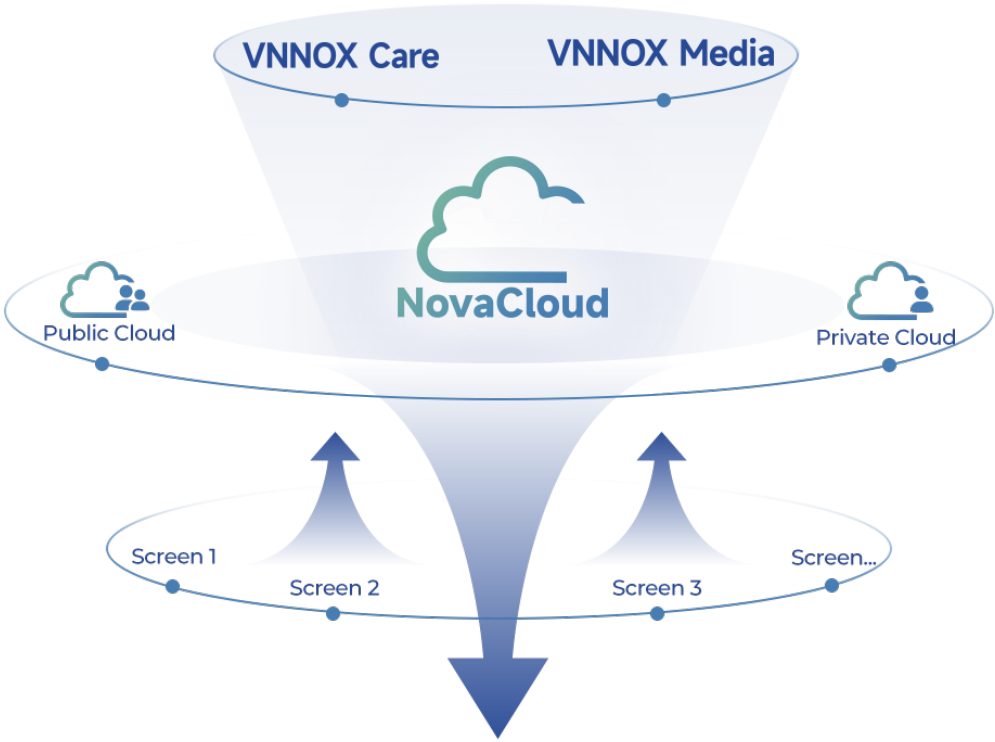 VNNOX Care
VNNOX Media
NovaCloud
Public Cloud
Private Cloud
Screen 1
Screen 2
Screen 3
Screen...